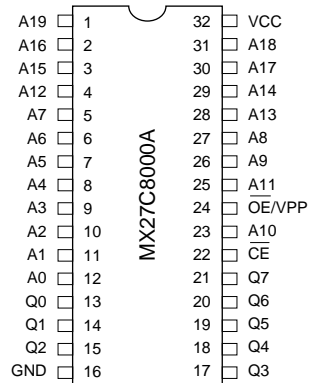 A19 1 32 VCC
A16 2 31 A18
A15 3 30 A17
A12 4 29 A14
A7 5 28 A13
A6 6 27 A8
A5 7 26 A9
A4 8 25 A11
A3 9 24 OE/VPP
A2 10 23 A10
A1 11 22 CE
A0 12 21 Q7
Q0 13 20 Q6
Q1 14 19 Q5
Q2 15 18 Q4
GND 16 17 Q3
MX27C8000A